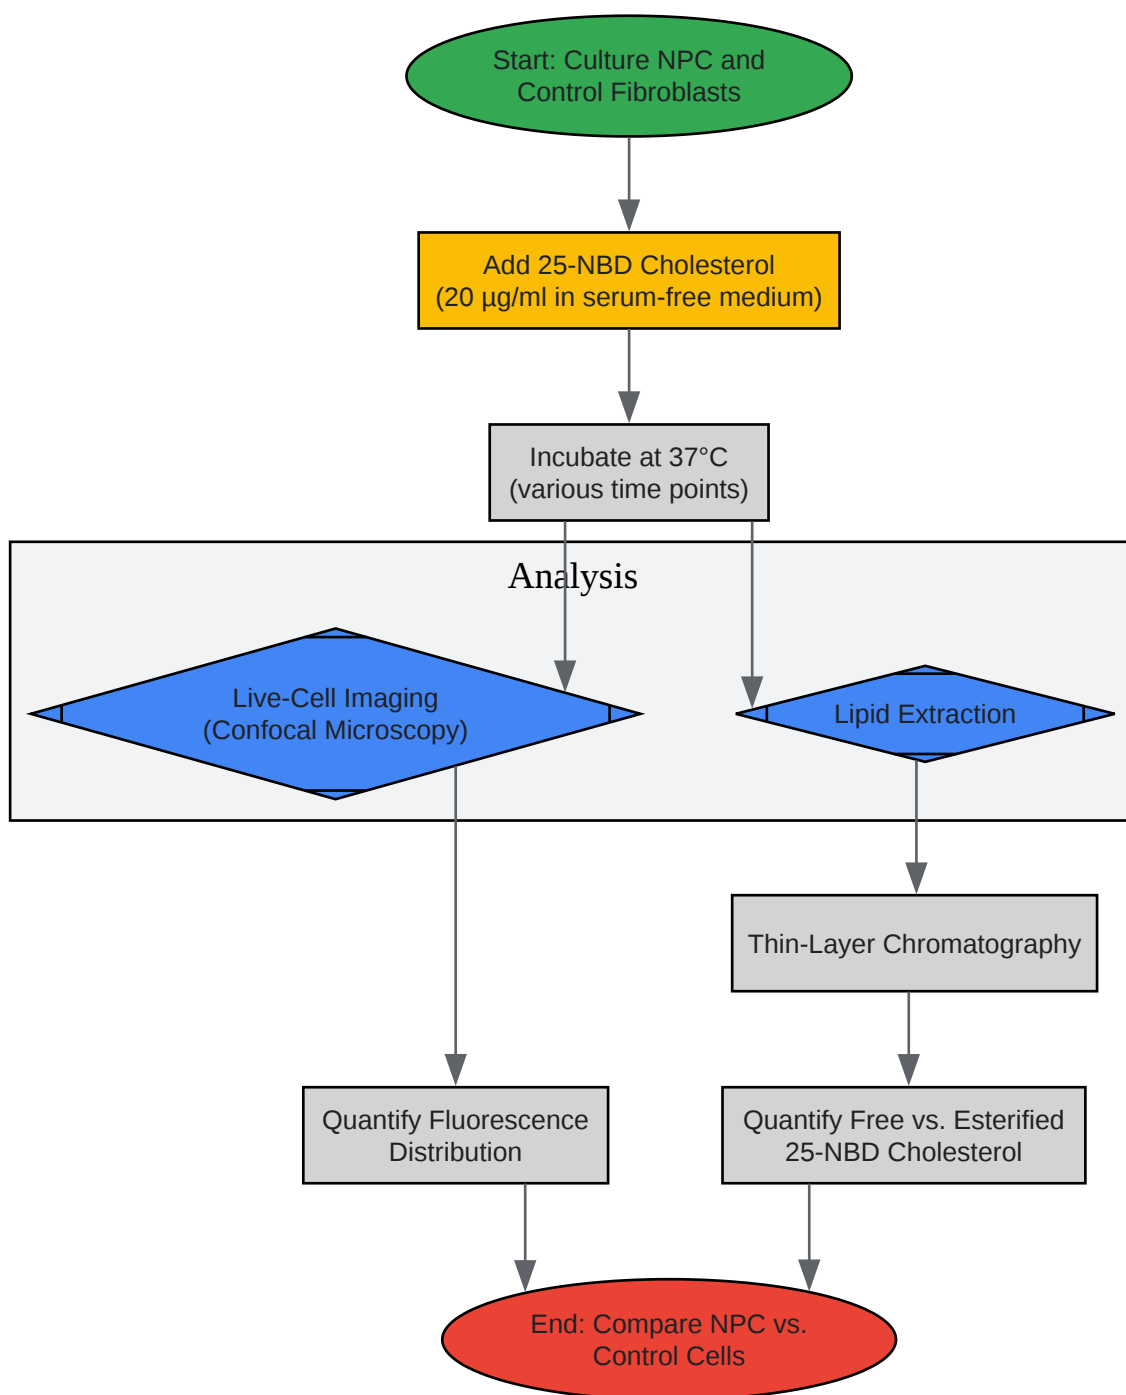 Start: Culture NPC and
Control Fibroblasts
Add 25-NBD Cholesterol
(20 µg/ml in serum-free medium)
Incubate at 37°C
(various time points)
Analysis
Live-Cell Imaging
(Confocal Microscopy)
Lipid Extraction
Thin-Layer Chromatography
Quantify Fluorescence
Distribution
Quantify Free vs. Esterified
25-NBD Cholesterol
End: Compare NPC vs.
Control Cells